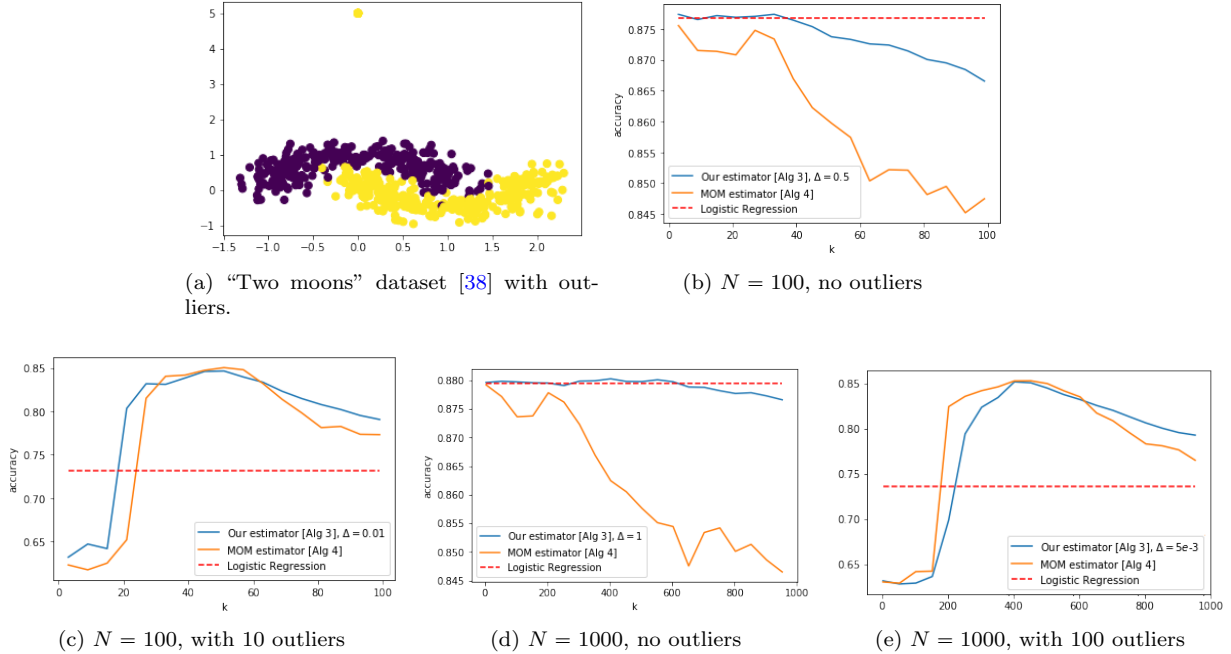 5
4
3
2
1
0
−1
−1.5 −1.0 −0.5 0.0 0.5 1.0 1.5 2.0
(a) “Two moons” dataset [38] with out-
liers.
0.875
0.870
0.865
0.860
0.855
0.850
0.845
accuracy
Our estimator [Alg 3], Δ = 0.5
MOM estimator [Alg 4]
Logistic Regression
0 20 40 60 80 100
k
(b) N = 100, no outliers
0.85
0.80
0.75
0.70
0.65
accuracy
Our estimator [Alg 3], Δ = 0.01
MOM estimator [Alg 4]
Logistic Regression
0 20 40 60 80 100
k
(c) N = 100, with 10 outliers
0.880
0.875
0.870
0.865
0.860
0.855
0.850
0.845
accuracy
Our estimator [Alg 3], Δ = 1
MOM estimator [Alg 4]
Logistic Regression
0 200 400 600 800 1000
k
(d) N = 1000, no outliers
0.85
0.80
0.75
0.70
0.65
accuracy
Our estimator [Alg 3], Δ = 5e-3
MOM estimator [Alg 4]
Logistic Regression
0 200 400 600 800 1000
k
(e) N = 1000, with 100 outliers